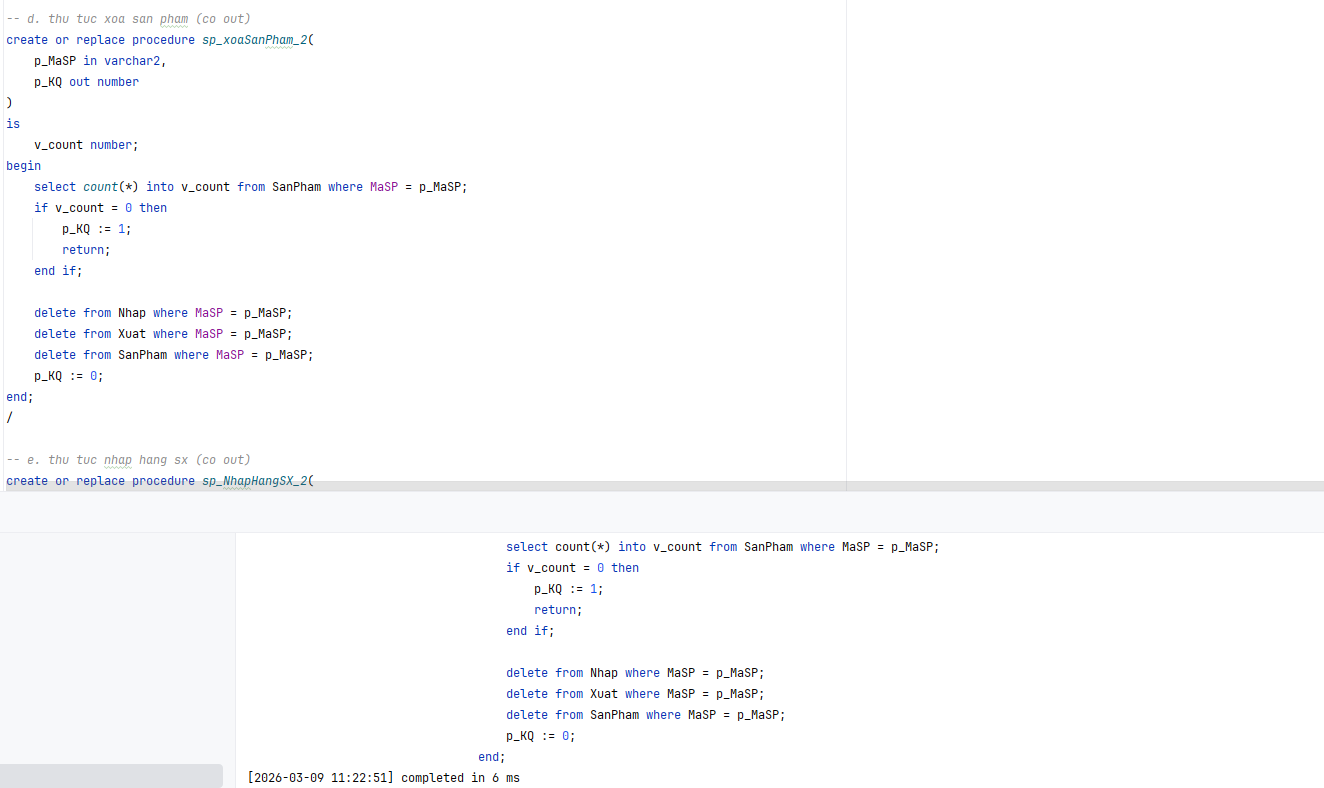 -- d. thu tuc xoa san pham (co out)
create or replace procedure sp_xoaSanPham_2(
    p_MaSP in varchar2,
    p_KQ out number
)
is
    v_count number;
begin
    select count(*) into v_count from SanPham where MaSP = p_MaSP;
    if v_count = 0 then
        p_KQ := 1;
        return;
    end if;

    delete from Nhap where MaSP = p_MaSP;
    delete from Xuat where MaSP = p_MaSP;
    delete from SanPham where MaSP = p_MaSP;
    p_KQ := 0;
end;
/

-- e. thu tuc nhap hang sx (co out)
create or replace procedure sp_NhapHangSX_2(
select count(*) into v_count from SanPham where MaSP = p_MaSP;
if v_count = 0 then
    p_KQ := 1;
    return;
end if;

delete from Nhap where MaSP = p_MaSP;
delete from Xuat where MaSP = p_MaSP;
delete from SanPham where MaSP = p_MaSP;
p_KQ := 0;
end;
[2026-03-09 11:22:51] completed in 6 ms